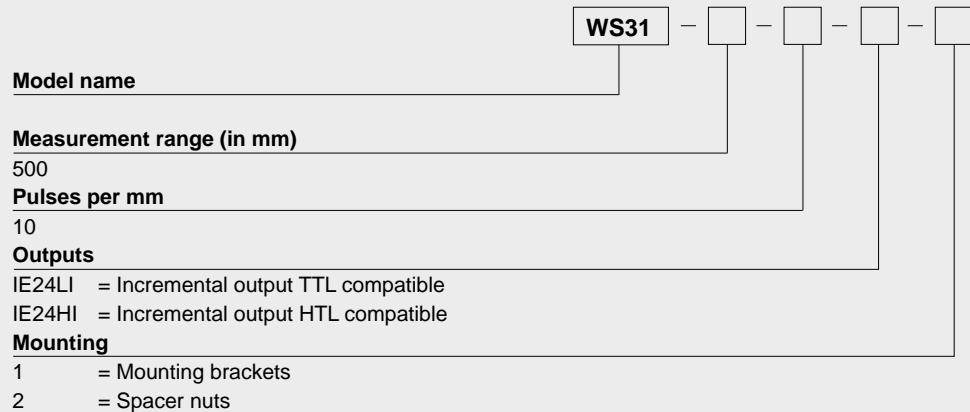 WS31 – – – –
Model name
Measurement range (in mm)
500
Pulses per mm
10
Outputs
IE24LI = Incremental output TTL compatible
IE24HI = Incremental output HTL compatible
Mounting
1 = Mounting brackets
2 = Spacer nuts